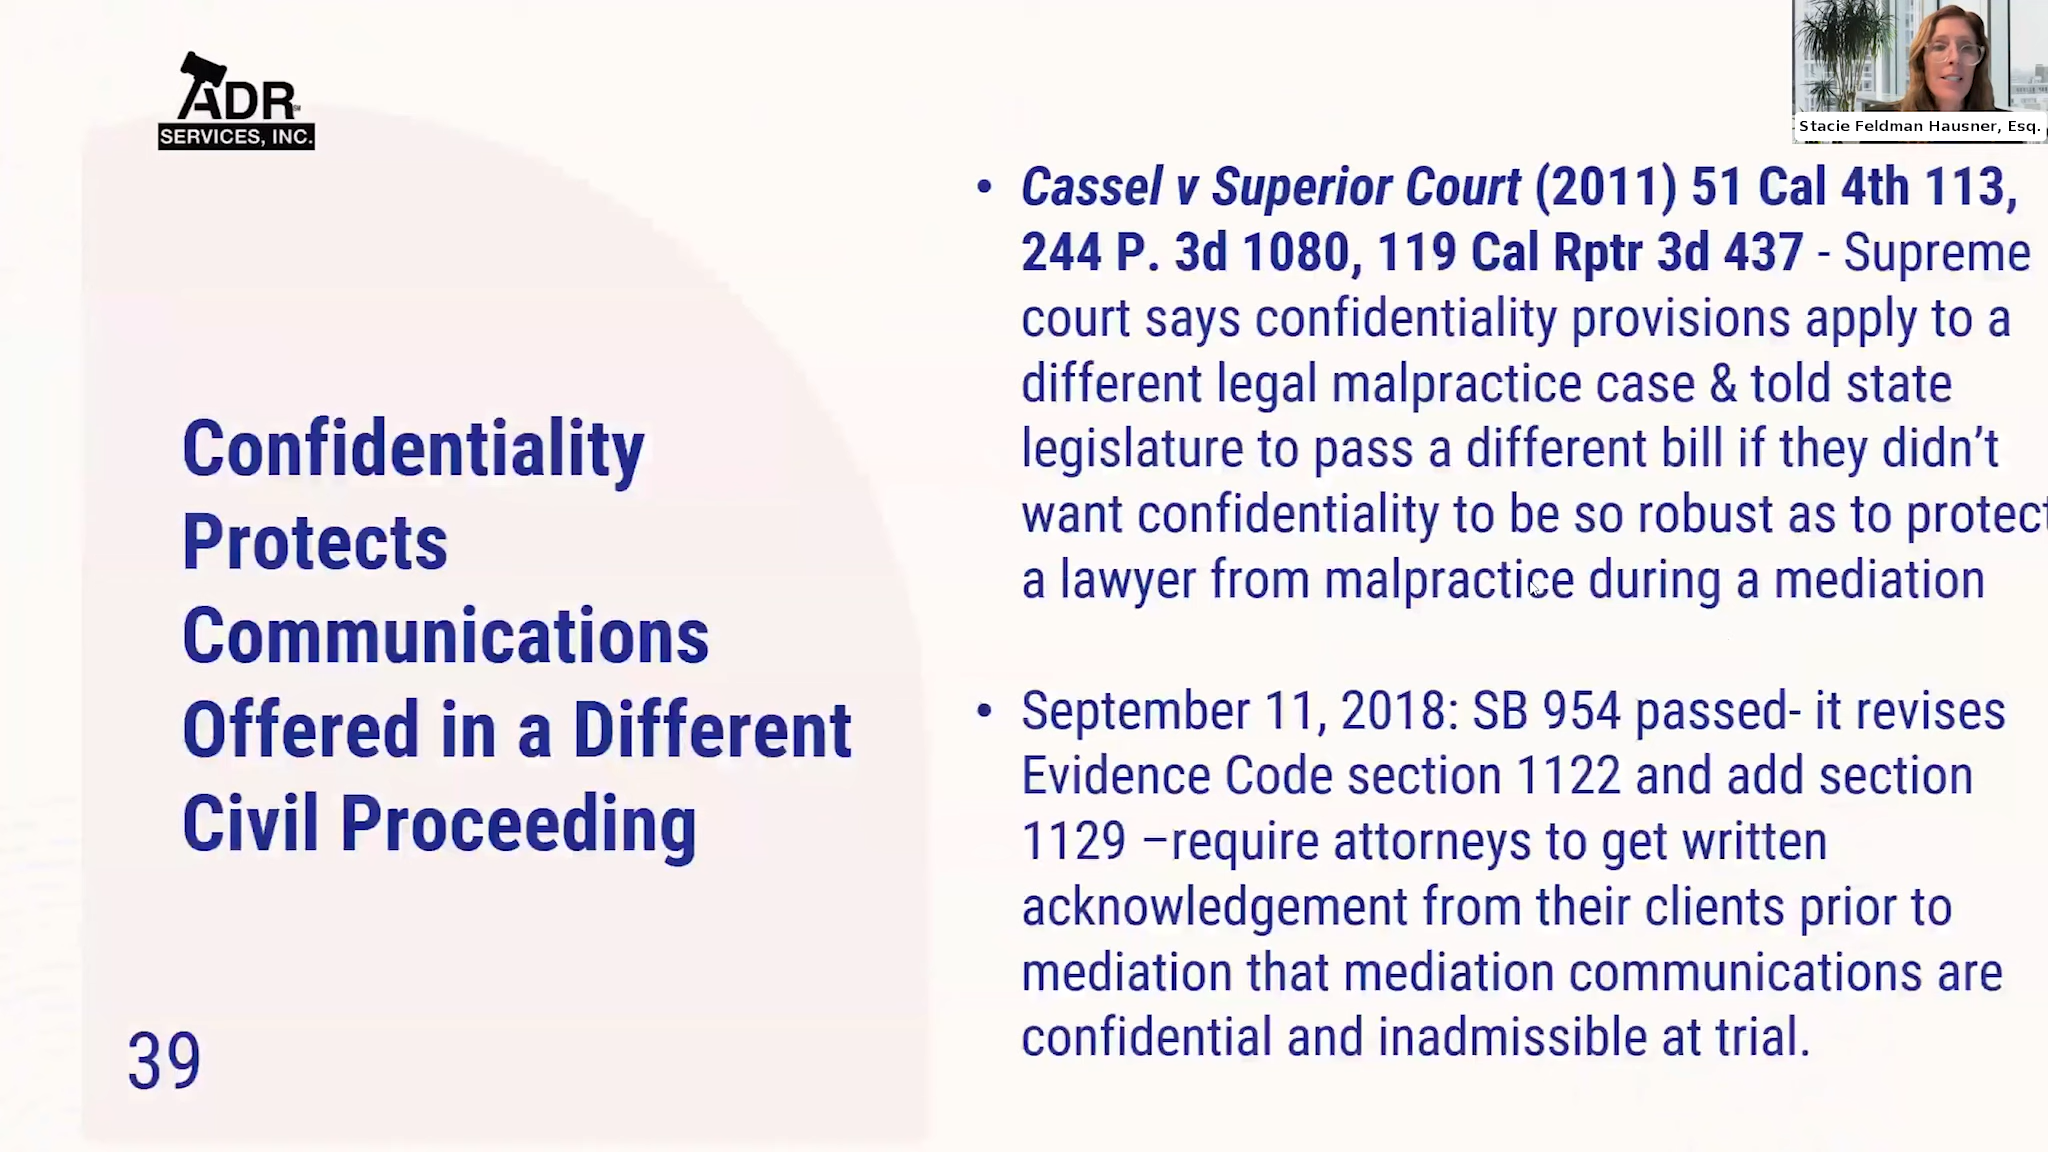 ADR
SERVICES, INC.
Stacie Feldman Hausner, Esq.
Confidentiality
Protects
Communications
Offered in a Different
Civil Proceeding
39
• Cassel v Superior Court (2011) 51 Cal 4th 113,
244 P. 3d 1080, 119 Cal Rptr 3d 437 - Supreme
court says confidentiality provisions apply to a
different legal malpractice case & told state
legislature to pass a different bill if they didn’t
want confidentiality to be so robust as to protect
a lawyer from malpractice during a mediation
• September 11, 2018: SB 954 passed- it revises
Evidence Code section 1122 and add section
1129 –require attorneys to get written
acknowledgement from their clients prior to
mediation that mediation communications are
confidential and inadmissible at trial.